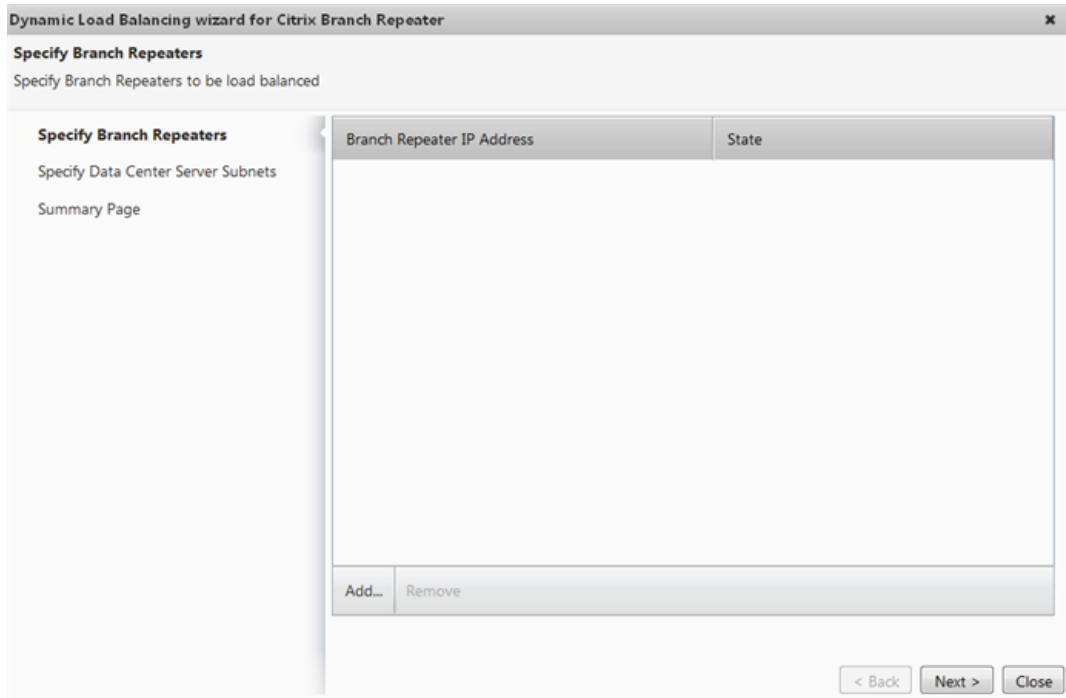 Dynamic Load Balancing wizard for Citrix Branch Repeater
Specify Branch Repeaters
Specify Branch Repeaters to be load balanced
Specify Branch Repeaters
Specify Data Center Server Subnets
Summary Page
Branch Repeater IP Address State
Add... Remove
< Back Next > Close